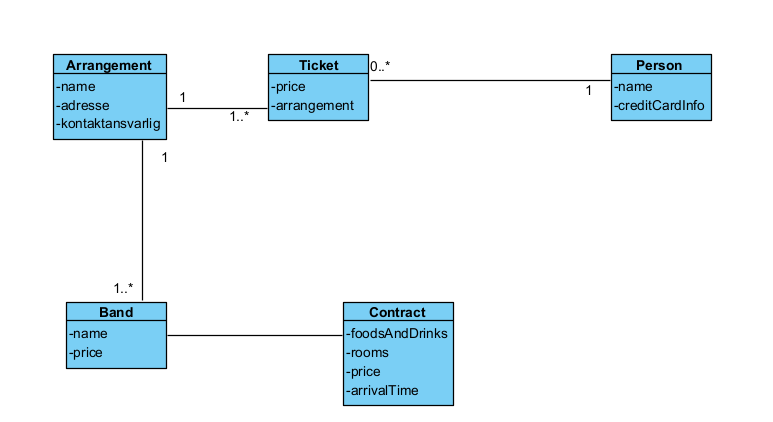 Arrangement
-name
-adresse
-kontaktansvarlig
1
1..*
Ticket
-price
-arrangement
0..*
1
Person
-name
-creditCardInfo
1
1..*
Band
-name
-price
Contract
-foodsAndDrinks
-rooms
-price
-arrivalTime